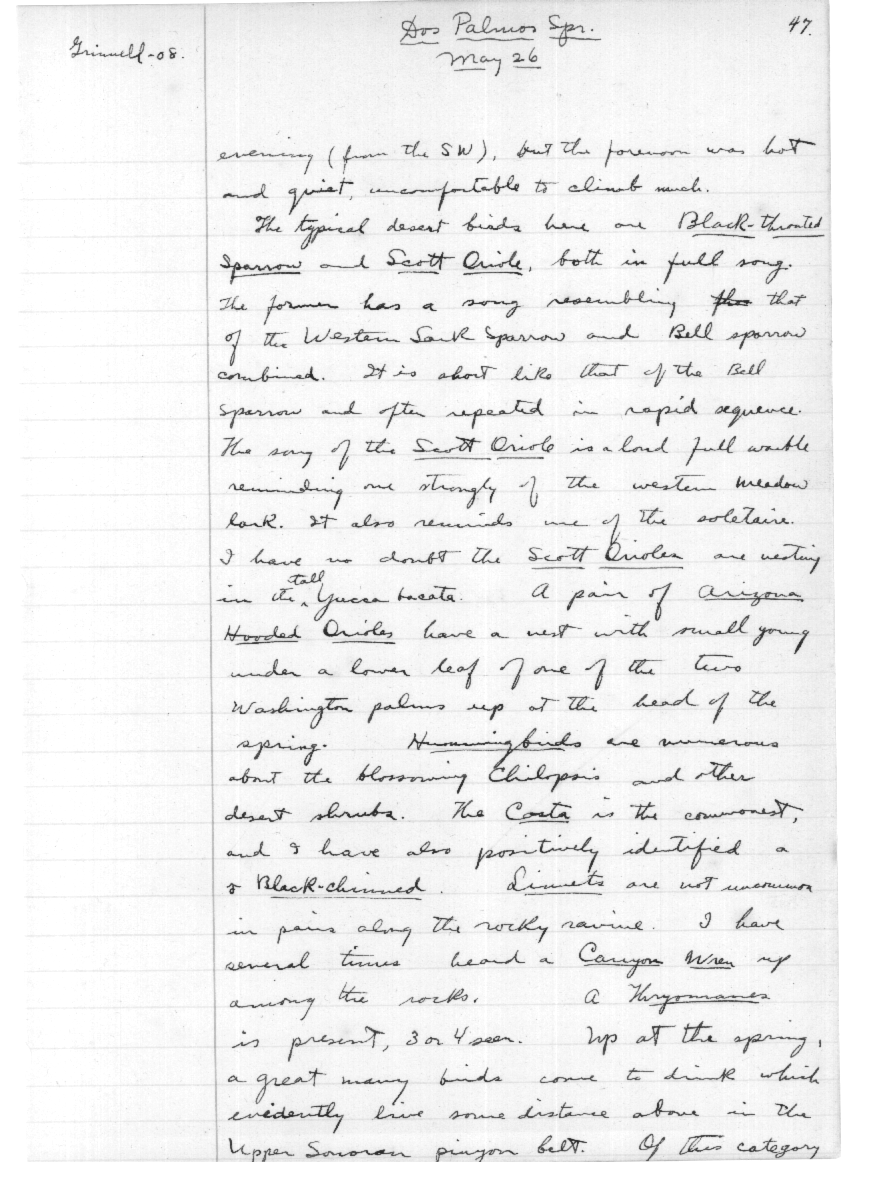 Dos Palmos Spr.
47.
Grinnell-08.
May 26
evening (from the SW), but the forenoon was hot
and quiet, uncomfortable to climb much.
The typical desert birds here are Black-throated
Sparrow and Scott Oriole, both in full song.
The former has a song resembling that
of the Western Lark Sparrow and Bell sparrow
combined. It is short like that of the Bell
Sparrow and often repeated in rapid sequence.
The song of the Scott Oriole is a loud full warble
reminding one strongly of the western meadow
lark. It also reminds me of the soletaire.
I have no doubt the Scott Orioles are nesting
in the tall Yucca bacata. A pair of Arizona
Hooded Orioles have a nest with small young
under a lower leaf of one of the two
Washington palms up at the head of the
spring. Hummingbirds are numerous
about the blossoming Chilopsis and other
desert shrubs. The Costa is the commonest,
and I have also positively identified a
♂ Black-chinned. Linnets are not uncommon
in pairs along the rocky ravine. I have
several times heard a Canyon Wren up
among the rocks. A Thryomanes
is present, 3 or 4 seen. Up at the spring,
a great many birds come to drink which
evidently live some distance above in the
Upper Sonoran pinyon belt. Of this category